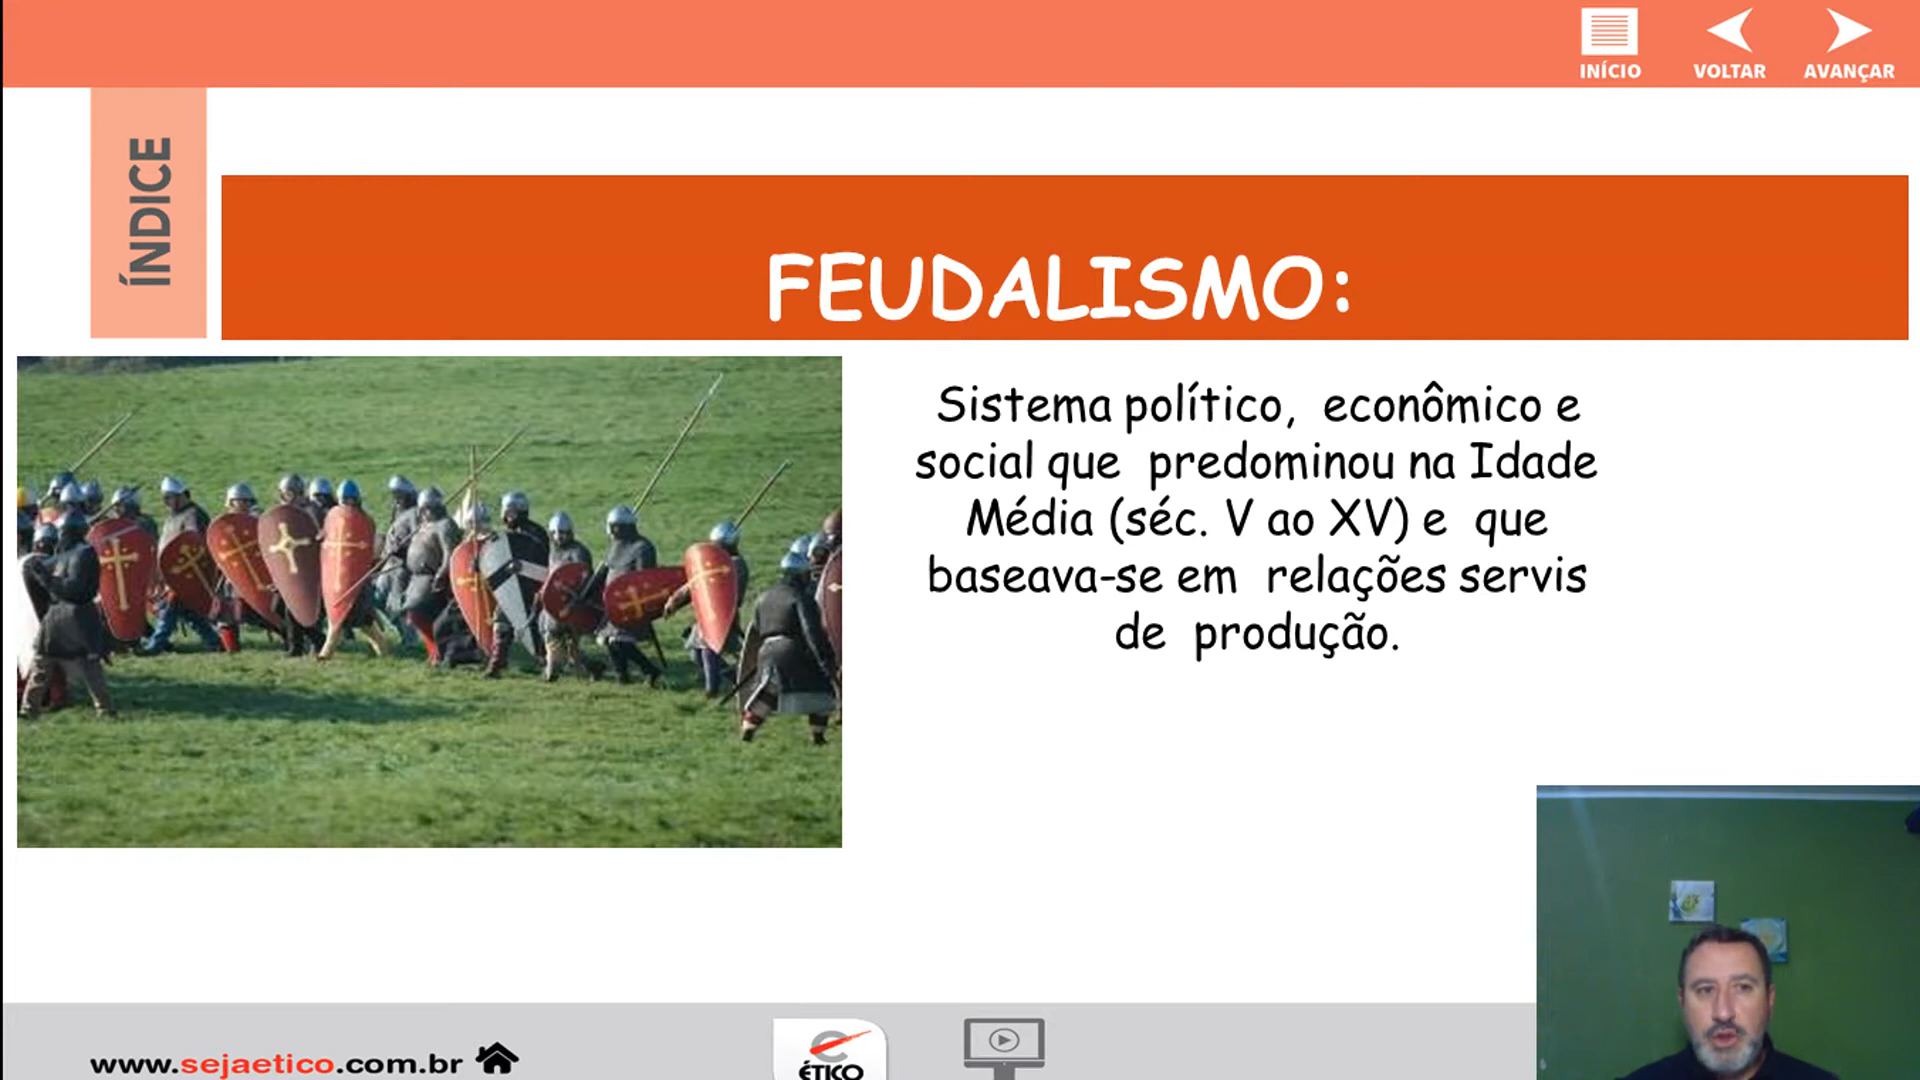 INÍCIO
VOLTAR
AVANÇAR
ÍNDICE
FEUDALISMO:
Sistema político, econômico e
social que predominou na Idade
Média (séc. V ao XV) e que
baseava-se em relações servis
de produção.
www.sejaetico.com.br
e
ÉTICO